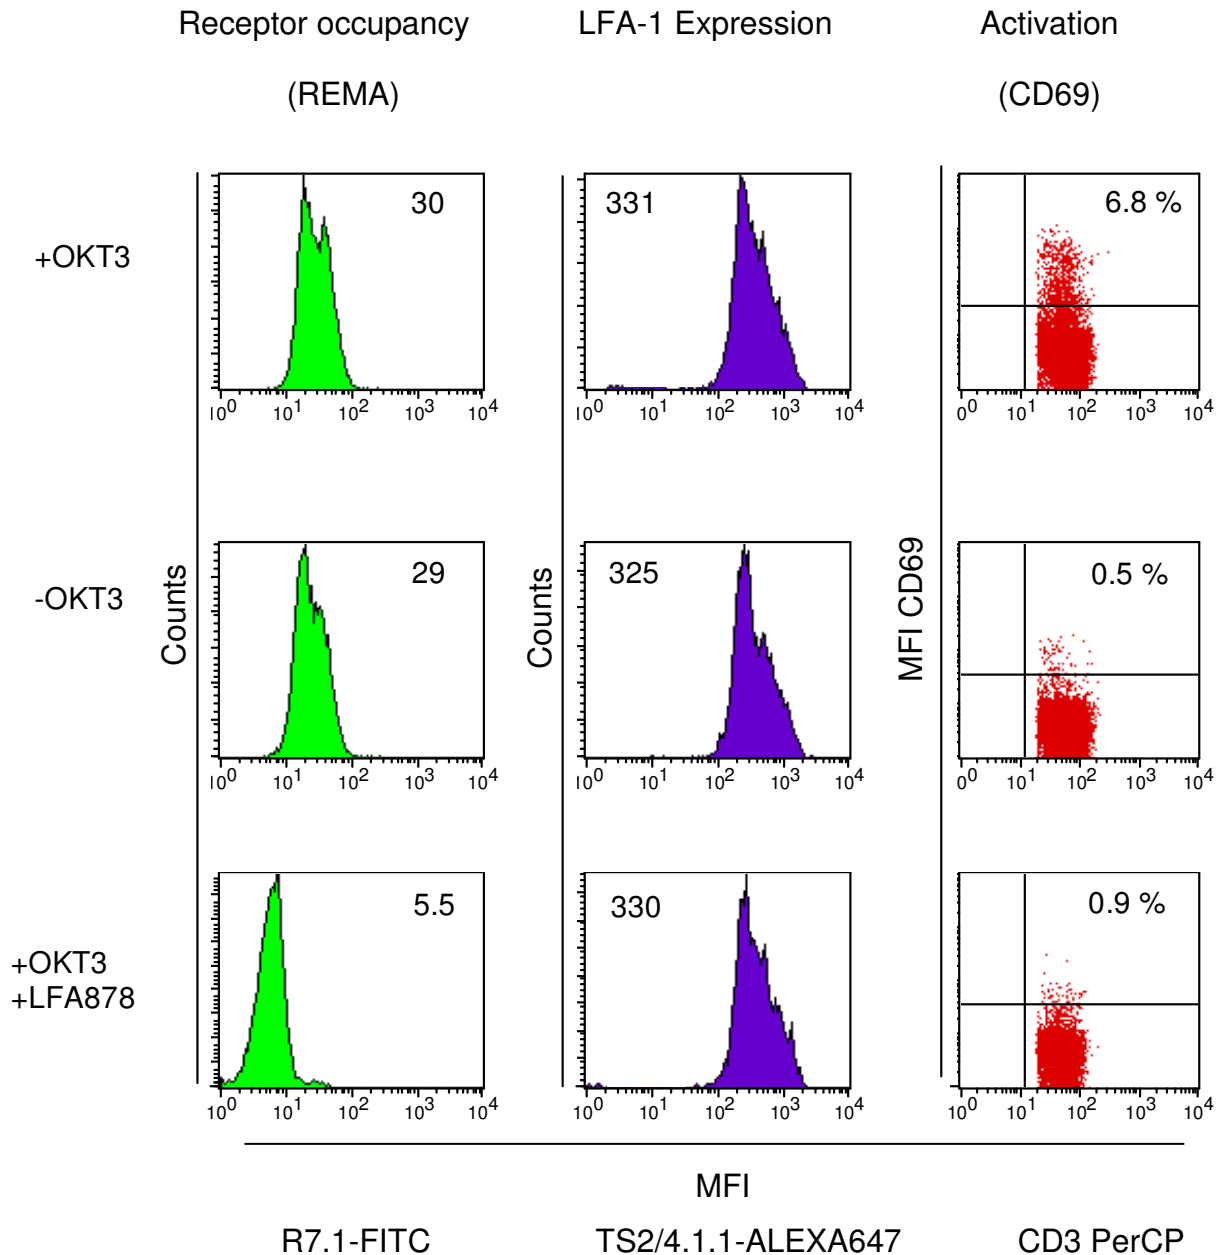 Receptor occupancy
LFA-1 Expression
Activation
(REMA)
(CD69)
+OKT3
30
331
6.8 %
10^0 10^1 10^2 10^3 10^4
10^0 10^1 10^2 10^3 10^4
0^0 10^1 10^2 10^3 10^4
-OKT3
Counts
29
Counts
325
MFI CD69
0.5 %
10^0 10^1 10^2 10^3 10^4
10^0 10^1 10^2 10^3 10^4
10^0 10^1 10^2 10^3 10^4
+OKT3
+LFA878
5.5
330
0.9 %
10^0 10^1 10^2 10^3 10^4
10^0 10^1 10^2 10^3 10^4
10^0 10^1 10^2 10^3 10^4
MFI
R7.1-FITC
TS2/4.1.1-ALEXA647
CD3 PerCP